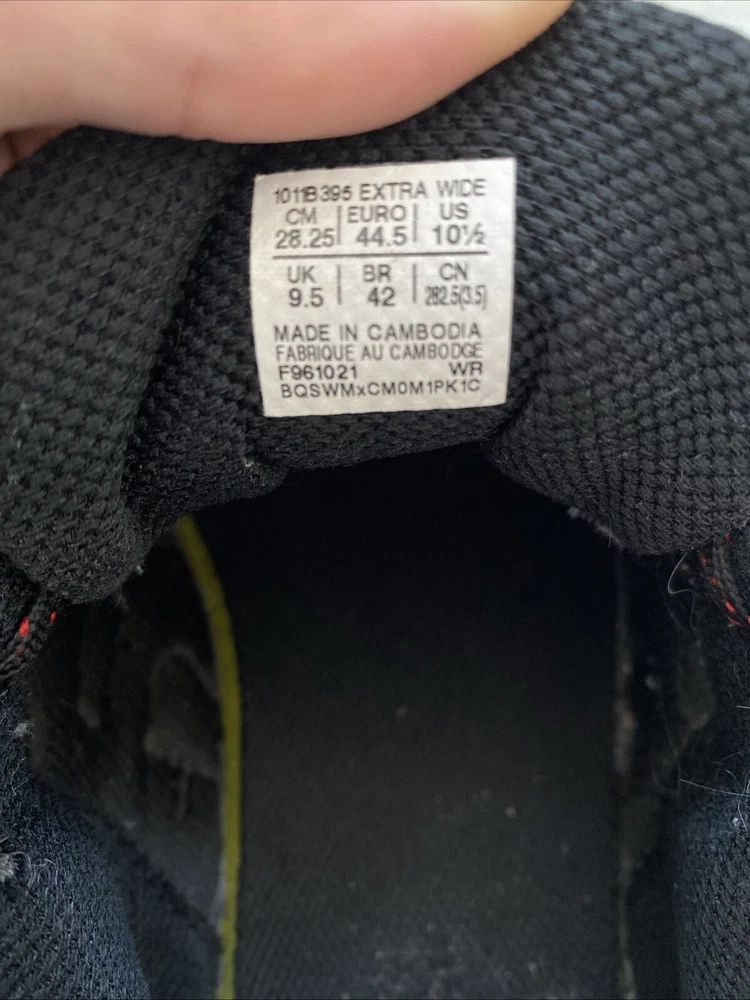 1011B395 EXTRA WIDE
CM | EURO | US
28.25 | 44.5 | 10½
UK | BR | CN
9.5 | 42 | 282.5(3.5)
MADE IN CAMBODIA
FABRIQUE AU CAMBODGE
F961021 WR
BQSWMxCM0M1PK1C